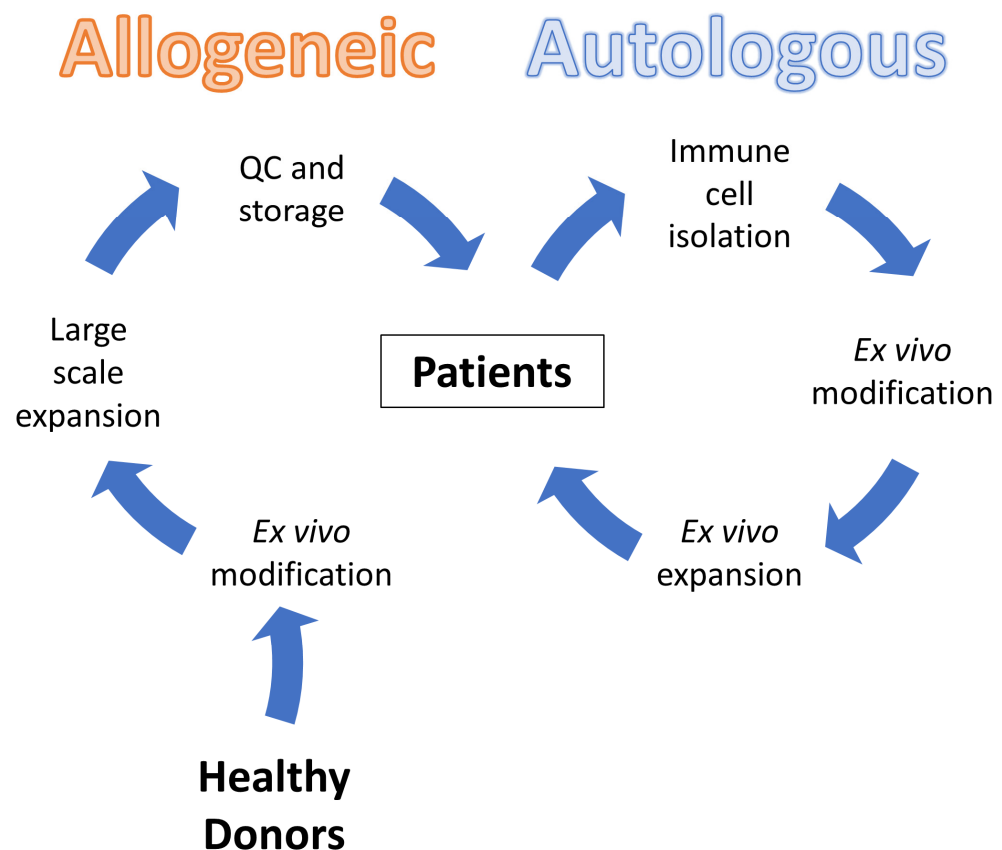 Allogeneic
Autologous
QC and
storage
Immune
cell
isolation
Large
scale
expansion
Patients
Ex vivo
modification
Ex vivo
modification
Ex vivo
expansion
Healthy
Donors